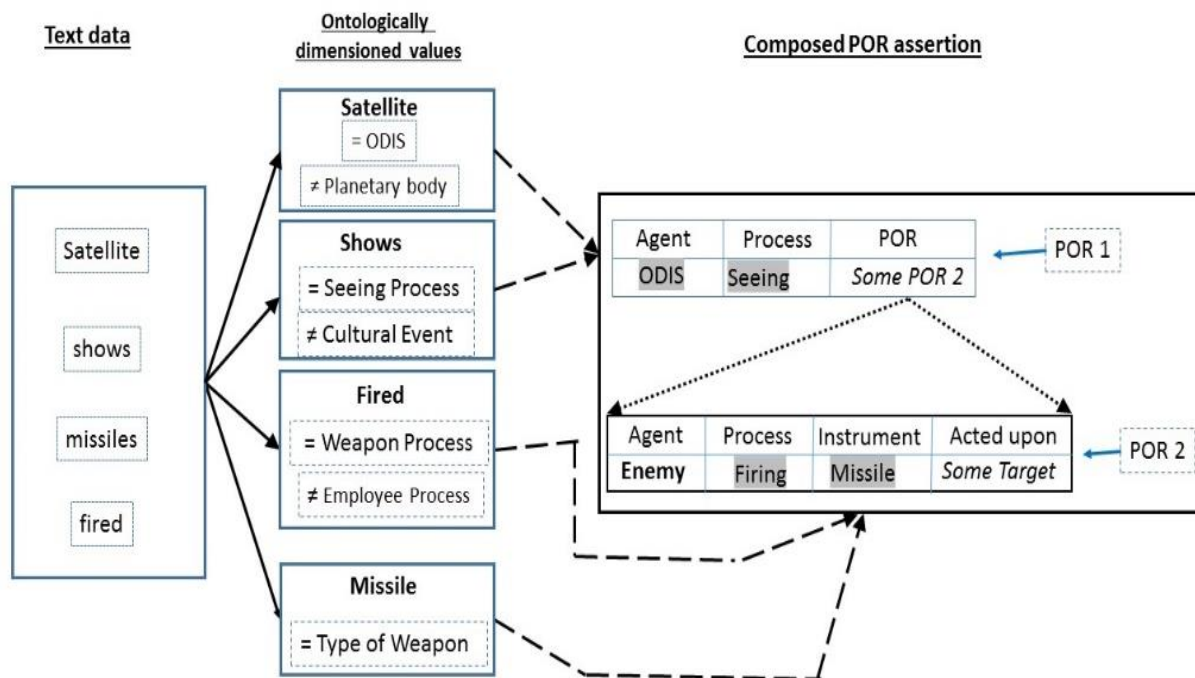 Text data
Ontologically
dimensioned values
Composed POR assertion
Satellite
shows
missiles
fired
Satellite
= ODIS
≠ Planetary body
Shows
= Seeing Process
≠ Cultural Event
Fired
= Weapon Process
≠ Employee Process
Missile
= Type of Weapon
Agent Process POR
ODIS Seeing Some POR 2
POR 1
Agent Process Instrument Acted upon
Enemy Firing Missile Some Target
POR 2